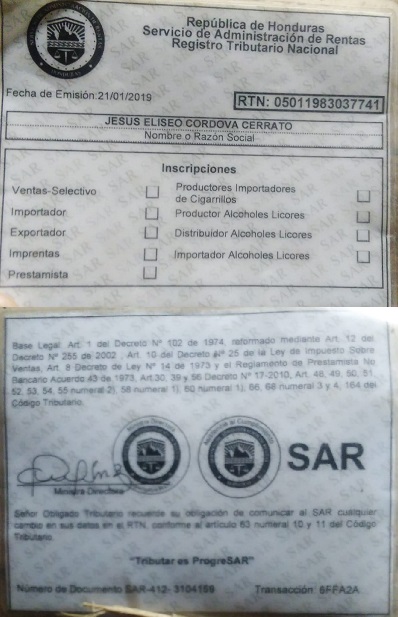 República de Honduras
Servicio de Administración de Rentas
Registro Tributario Nacional
Fecha de Emisión:21/01/2019
RTN: 05011983037741
JESUS ELISEO CORDOVA CERRATO
Nombre o Razón Social
Inscripciones
Ventas-Selectivo
Productores Importadores de Cigarrillos
Importador
Productor Alcoholes Licores
Exportador
Distribuidor Alcoholes Licores
Imprentas
Importador Alcoholes Licores
Prestamista
Base Legal: Art. 1 del Decreto Nº 102 de 1974, reformado mediante Art. 12 del
Decreto Nº 255 de 2002 , Art. 10 del Decreto Nº 25 de la Ley de Impuesto Sobre
Ventas, Art. 8 Decreto de Ley Nº 14 de 1973 y el Reglamento de Prestamista No
Bancario Acuerdo 43 de 1973, Art.30, 39 y 56 Decreto Nº 17-2010, Art. 48, 49, 50, 51,
52, 53, 54, 55 numeral 2), 58 numeral 1), 60 numeral 1), 66, 68 numeral 3 y 4, 164 del
Código Tributario.
SAR
Ministra Directora
Señor Obligado Tributario recuerde su obligación de comunicar al SAR cualquier
cambio en sus datos en el RTN, conforme al artículo 63 numeral 10 y 11 del Código
Tributario.
"Tributar es ProgreSAR"
Número de Documento SAR-412- 3104168
Transacción: 6FFA2A